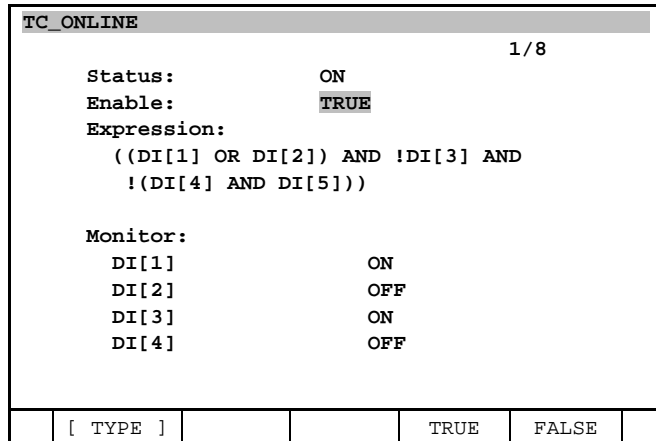 TC_ONLINE
1/8
Status: ON
Enable: TRUE
Expression:
((DI[1] OR DI[2]) AND !DI[3] AND
!(DI[4] AND DI[5]))
Monitor:
DI[1] ON
DI[2] OFF
DI[3] ON
DI[4] OFF
[ TYPE ] TRUE FALSE